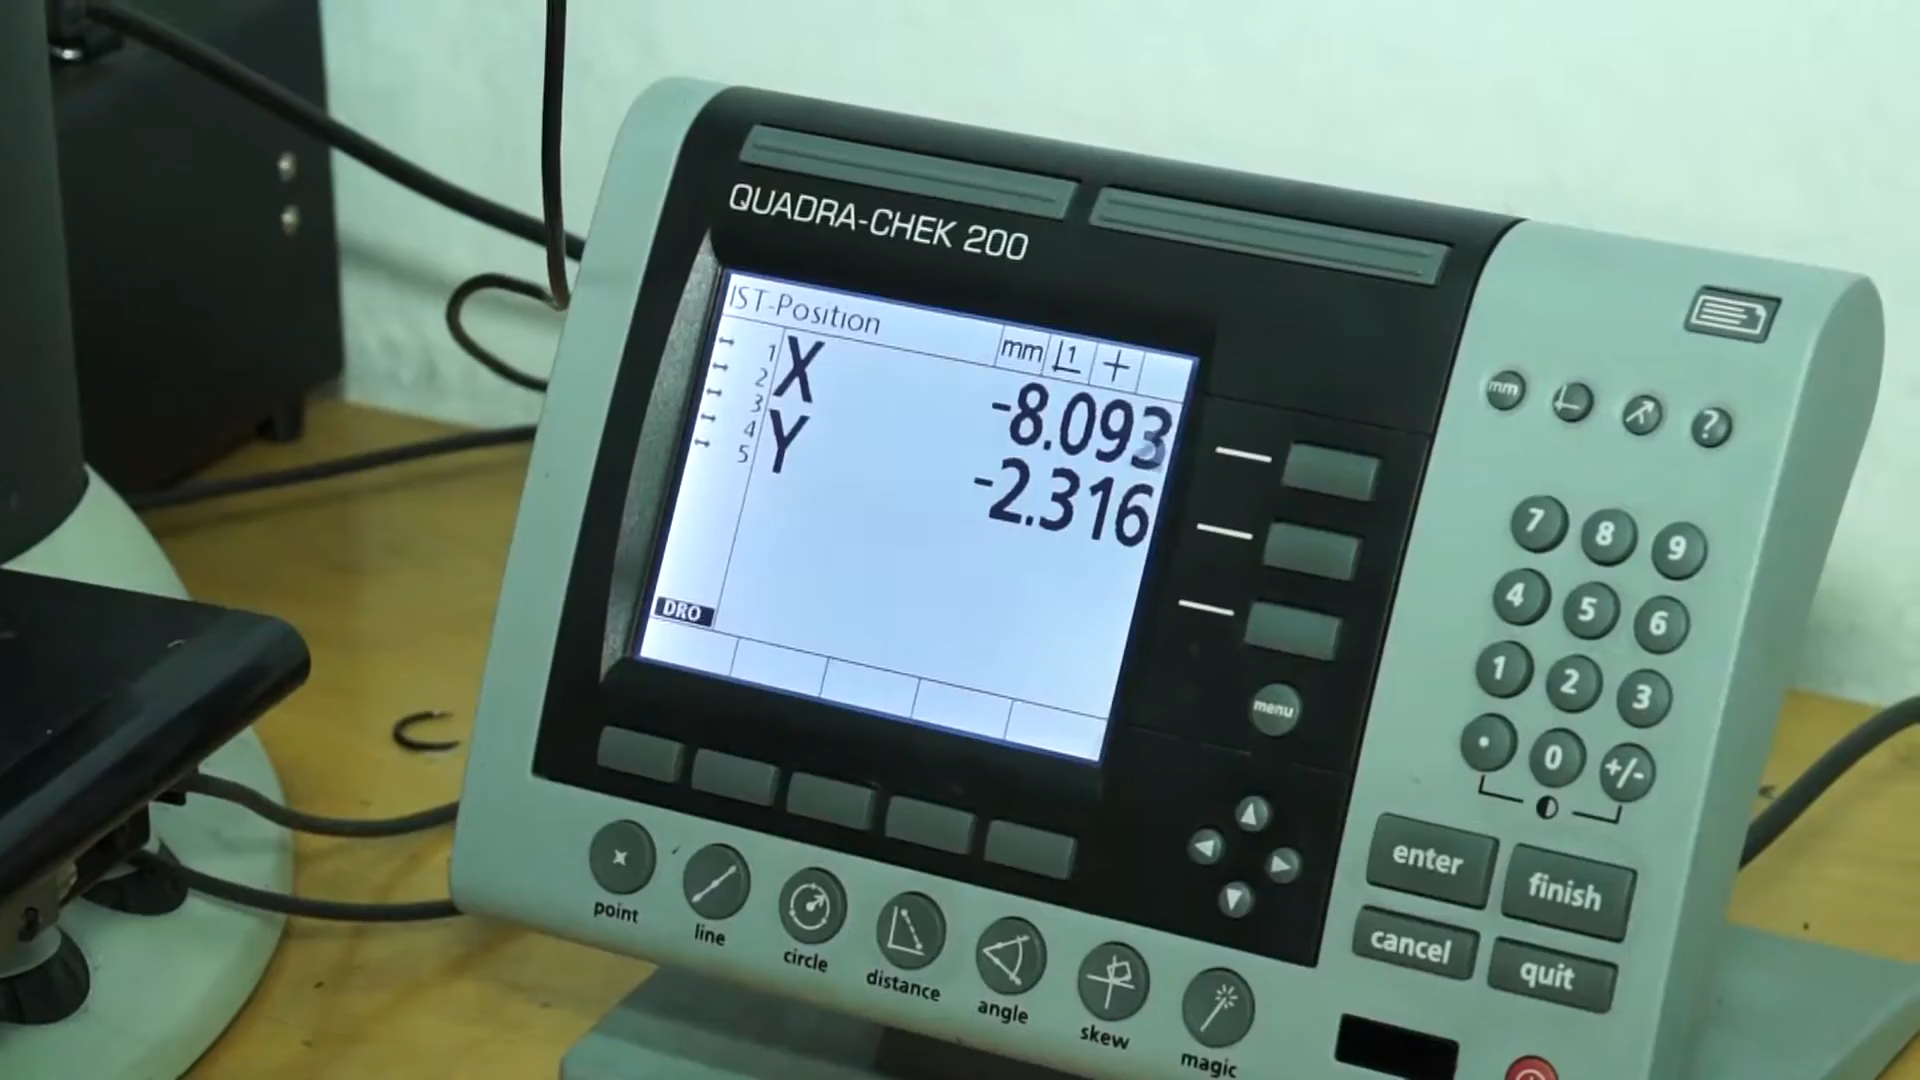 QUADRA-CHEK 200
IST-Position
mm 1
1 X -8.093
2
3
4 Y -2.316
5
DRO
mm ?
7 8 9
4 5 6
1 2 3
. 0 +/-
menu
enter finish
cancel quit
point line circle distance angle skew magic